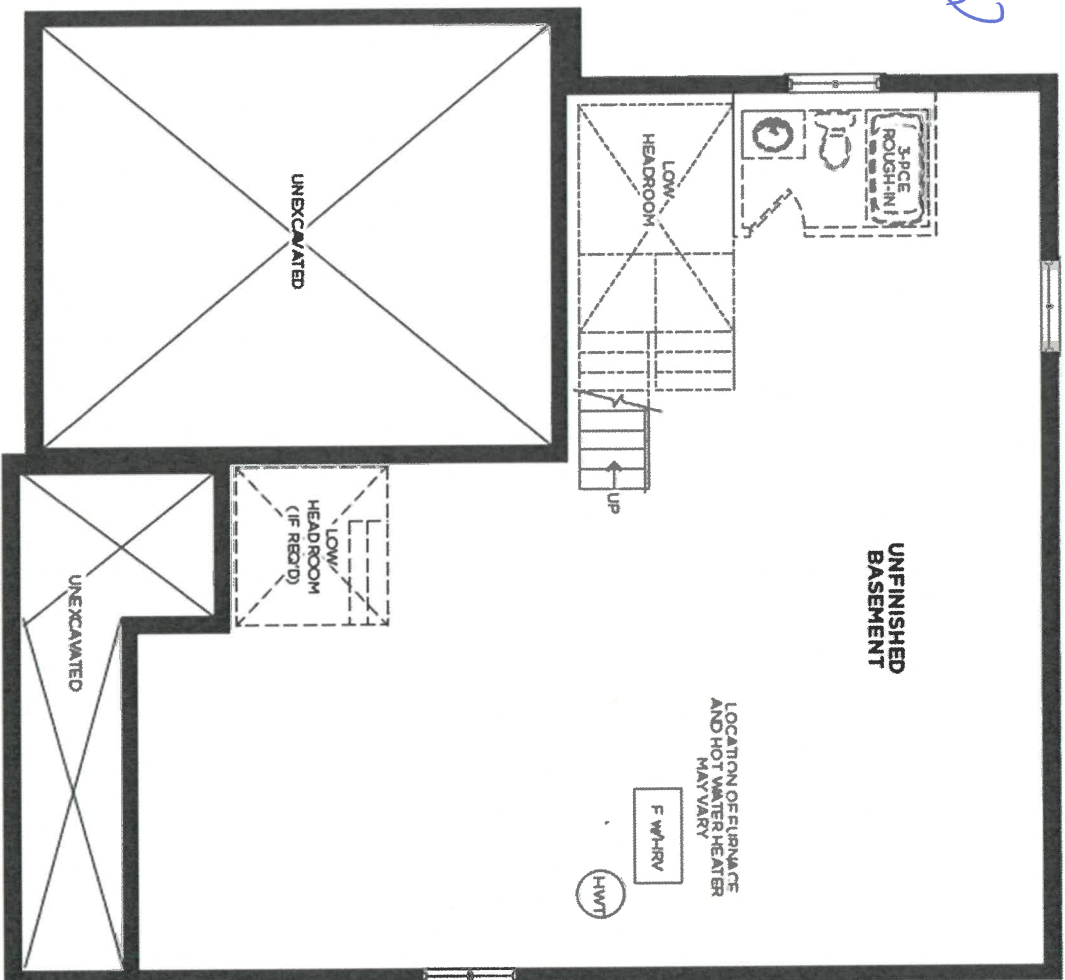 UNEXCAVATED
LOW
HEADROOM
3-PCE
ROUGH-IN
UP
LOW
HEADROOM
(IF REQ'D)
UNEXCAVATED
UNFINISHED
BASEMENT
LOCATION OF FURNACE
AND HOT WATER HEATER
MAY VARY
F W/HRV
HWT